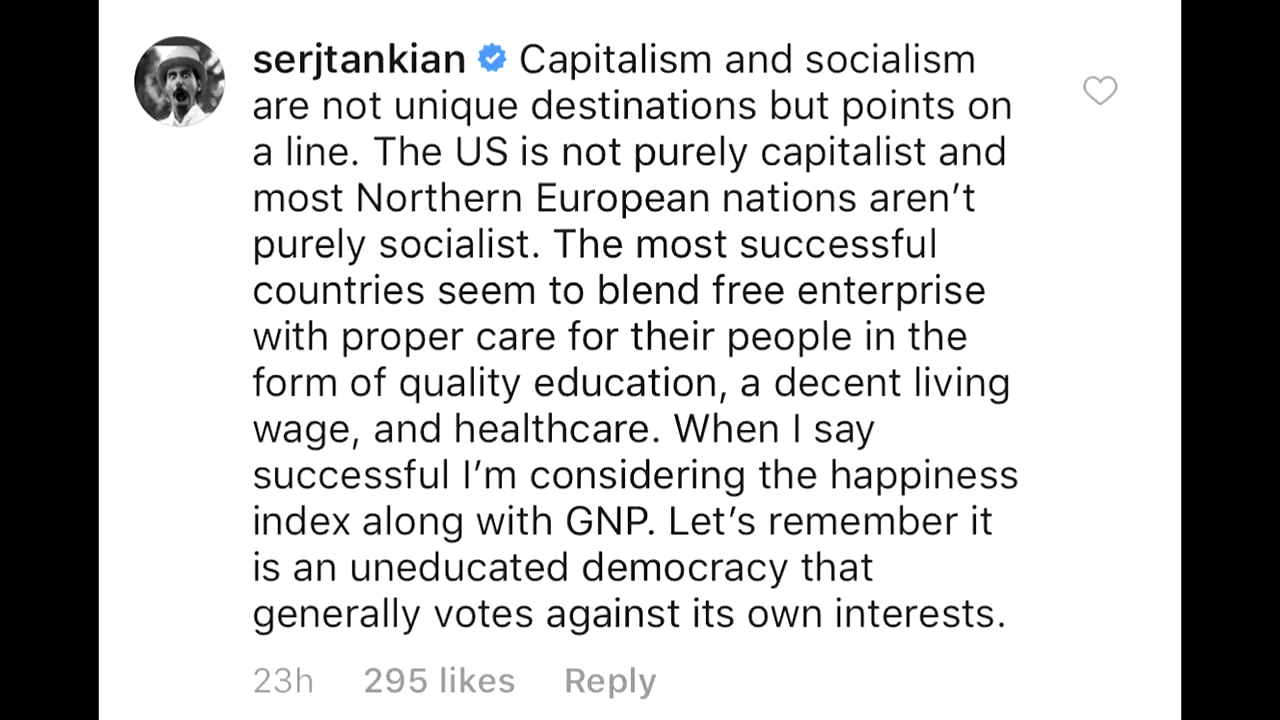 serjtankian Capitalism and socialism
are not unique destinations but points on
a line. The US is not purely capitalist and
most Northern European nations aren’t
purely socialist. The most successful
countries seem to blend free enterprise
with proper care for their people in the
form of quality education, a decent living
wage, and healthcare. When I say
successful I’m considering the happiness
index along with GNP. Let’s remember it
is an uneducated democracy that
generally votes against its own interests.
23h 295 likes Reply